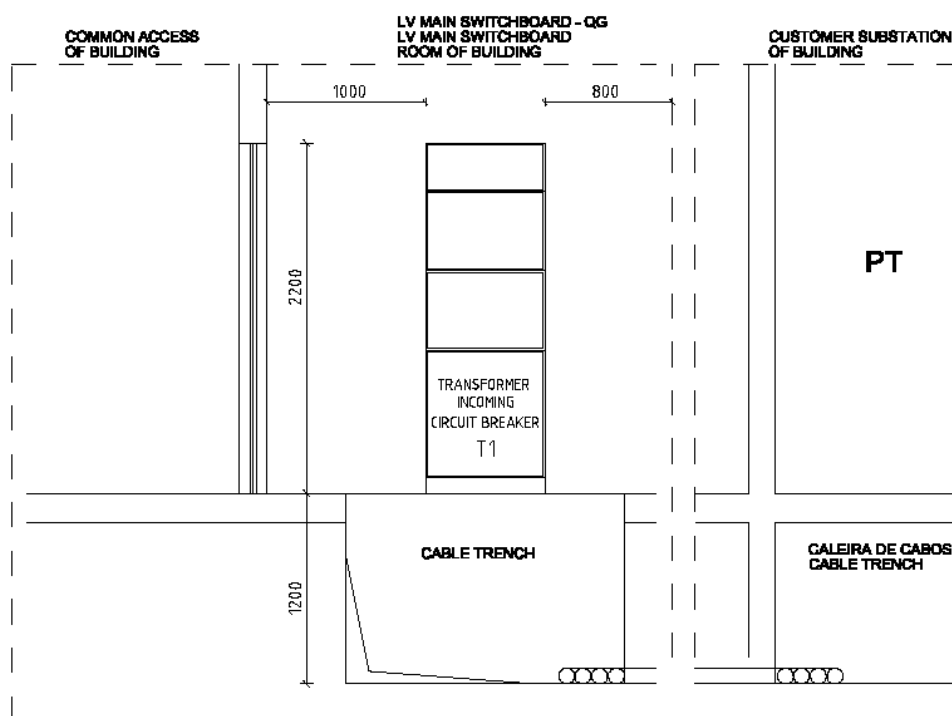 COMMON ACCESS
OF BUILDING
LV MAIN SWITCHBOARD - QG
LV MAIN SWITCHBOARD
ROOM OF BUILDING
CUSTOMER SUBSTATION
OF BUILDING
1000
800
2200
PT
TRANSFORMER
INCOMING
CIRCUIT BREAKER
T1
CABLE TRENCH
CALEIRA DE CABOS
CABLE TRENCH
1200